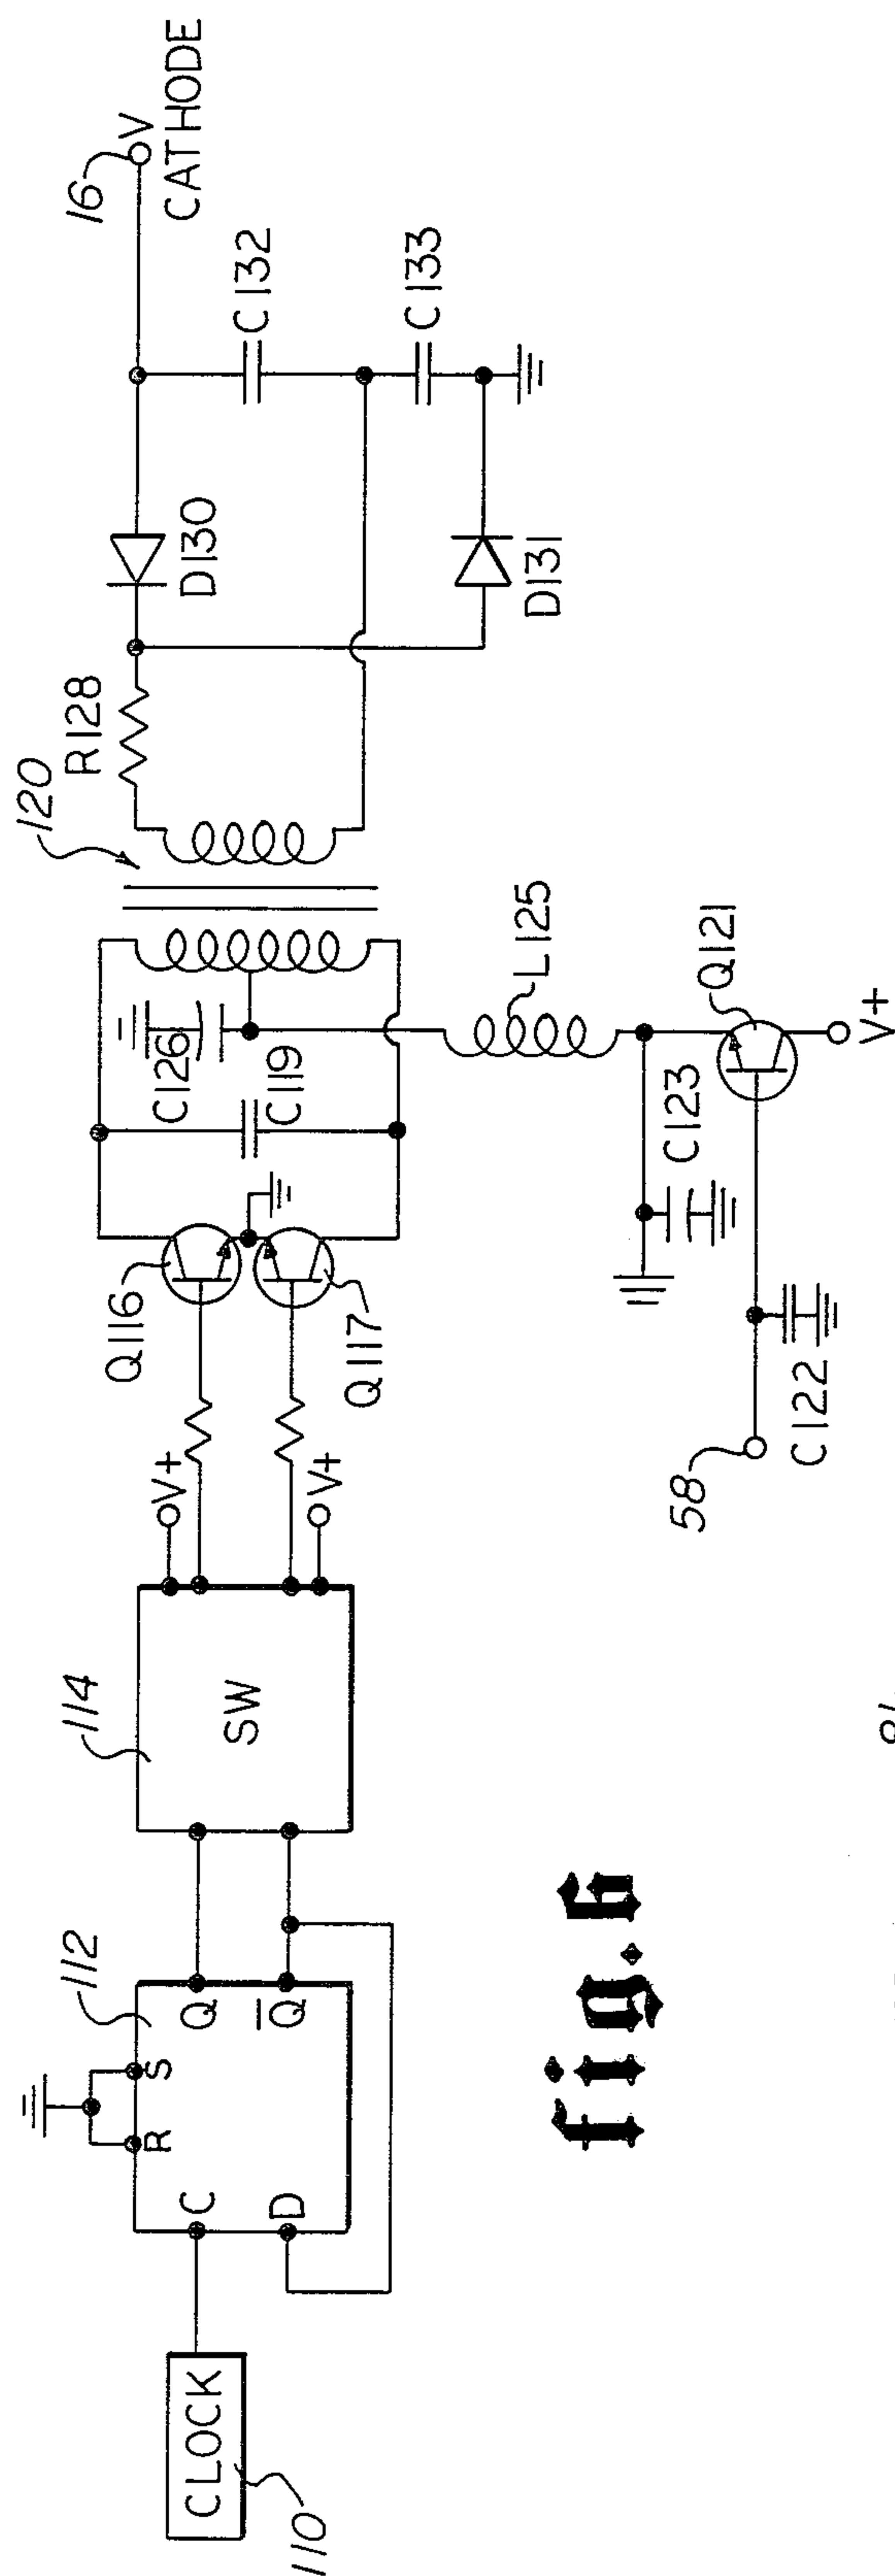 CLOCK
110
C
D
R
S
Q
Q̅
112
SW
114
V+
V+
Q116
Q117
C126
C119
120
R128
D130
D131
C132
C133
16
V
CATHODE
L125
C123
Q121
V+
C122
58
fig.6